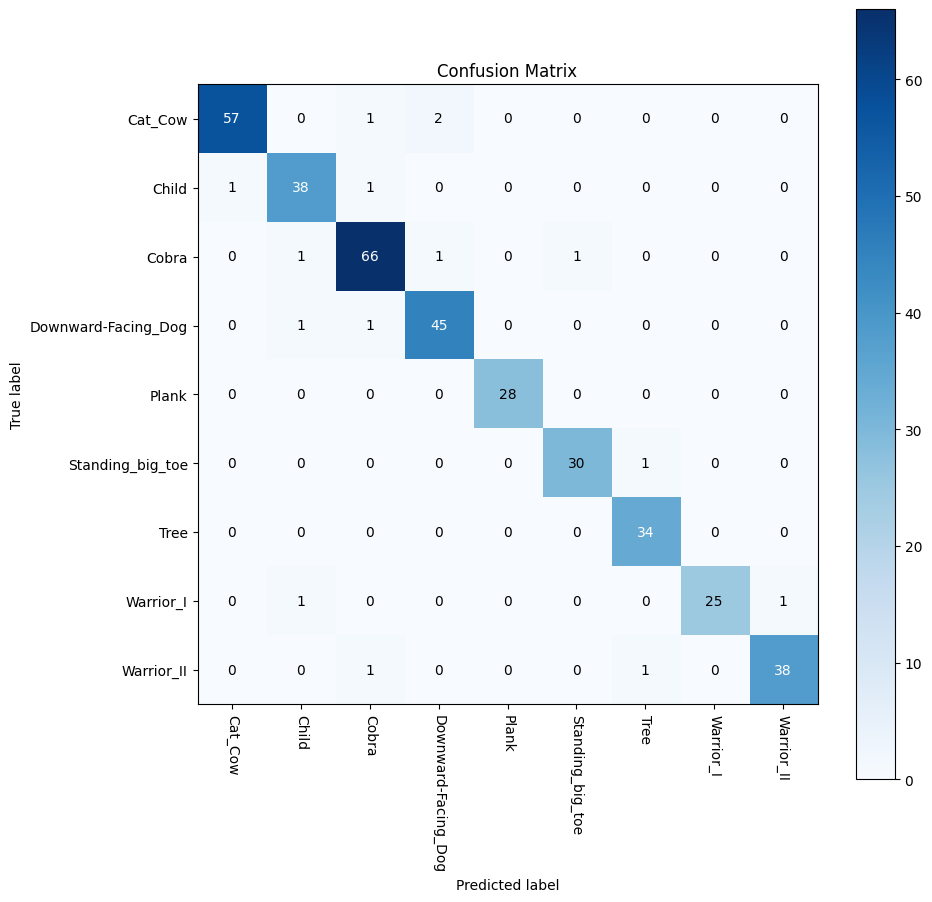 Confusion Matrix
Cat_Cow 57 0 1 2 0 0 0 0 0
Child 1 38 1 0 0 0 0 0 0
Cobra 0 1 66 1 0 1 0 0 0
Downward-Facing_Dog 0 1 1 45 0 0 0 0 0
Plank 0 0 0 0 28 0 0 0 0
Standing_big_toe 0 0 0 0 0 30 1 0 0
Tree 0 0 0 0 0 0 34 0 0
Warrior_I 0 1 0 0 0 0 0 25 1
Warrior_II 0 0 1 0 0 0 1 0 38
True label
Cat_Cow
Child
Cobra
Downward-Facing_Dog
Plank
Standing_big_toe
Tree
Warrior_I
Warrior_II
Predicted label
60
50
40
30
20
10
0